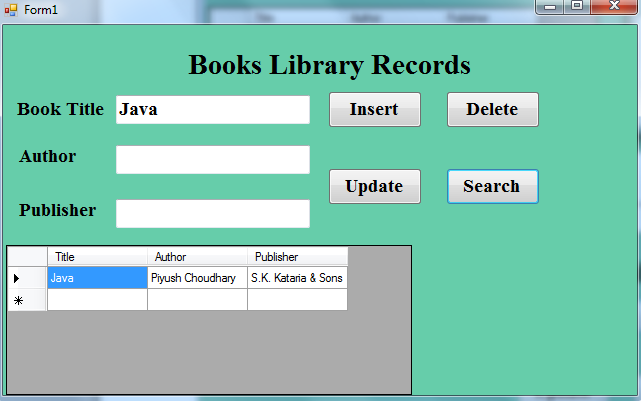 Form1
Books Library Records
Book Title Java Insert Delete
Author
Update Search
Publisher
Title Author Publisher
Java Piyush Choudhary S.K. Kataria & Sons